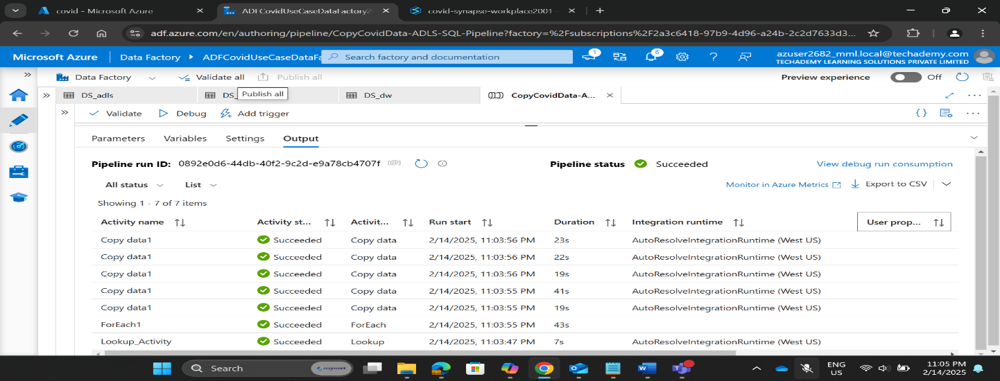 covid - Microsoft Azure
ADFCovidUseCaseDataFactory2
covid-synapse-workplace2001 -
adf.azure.com/en/authoring/pipeline/CopyCovidData-ADLS-SQL-Pipeline?factory=%2Fsubscriptions%2F2a3c6418-97b9-4d96-a24b-2c2d7633d3...
Microsoft Azure
Data Factory
ADFCovidUseCaseDataFa
Search factory and documentation
1
6
azuser2682_mml.local@techademy.com
TECHADEMY LEARNING SOLUTIONS PRIVATE LIMITED
Data Factory
Validate all
Publish all
Preview experience
Off
DS_adls
DS_
Publish all
DS_dw
CopyCovidData-A...
Validate
Debug
Add trigger
Parameters Variables Settings Output
Pipeline run ID: 0892e0d6-44db-40f2-9c2d-e9a78cb4707f [@]
Pipeline status Succeeded
View debug run consumption
All status List
Monitor in Azure Metrics
Export to CSV
Showing 1 - 7 of 7 items
Activity name Activity st... Activit... Run start Duration Integration runtime User prop...
Copy data1 Succeeded Copy data 2/14/2025, 11:03:56 PM 23s AutoResolveIntegrationRuntime (West US)
Copy data1 Succeeded Copy data 2/14/2025, 11:03:56 PM 22s AutoResolveIntegrationRuntime (West US)
Copy data1 Succeeded Copy data 2/14/2025, 11:03:56 PM 19s AutoResolveIntegrationRuntime (West US)
Copy data1 Succeeded Copy data 2/14/2025, 11:03:55 PM 41s AutoResolveIntegrationRuntime (West US)
Copy data1 Succeeded Copy data 2/14/2025, 11:03:55 PM 19s AutoResolveIntegrationRuntime (West US)
ForEach1 Succeeded ForEach 2/14/2025, 11:03:55 PM 43s
Lookup_Activity Succeeded Lookup 2/14/2025, 11:03:47 PM 7s AutoResolveIntegrationRuntime (West US)
Search
cognizant
ENG
US
11:05 PM
2/14/2025